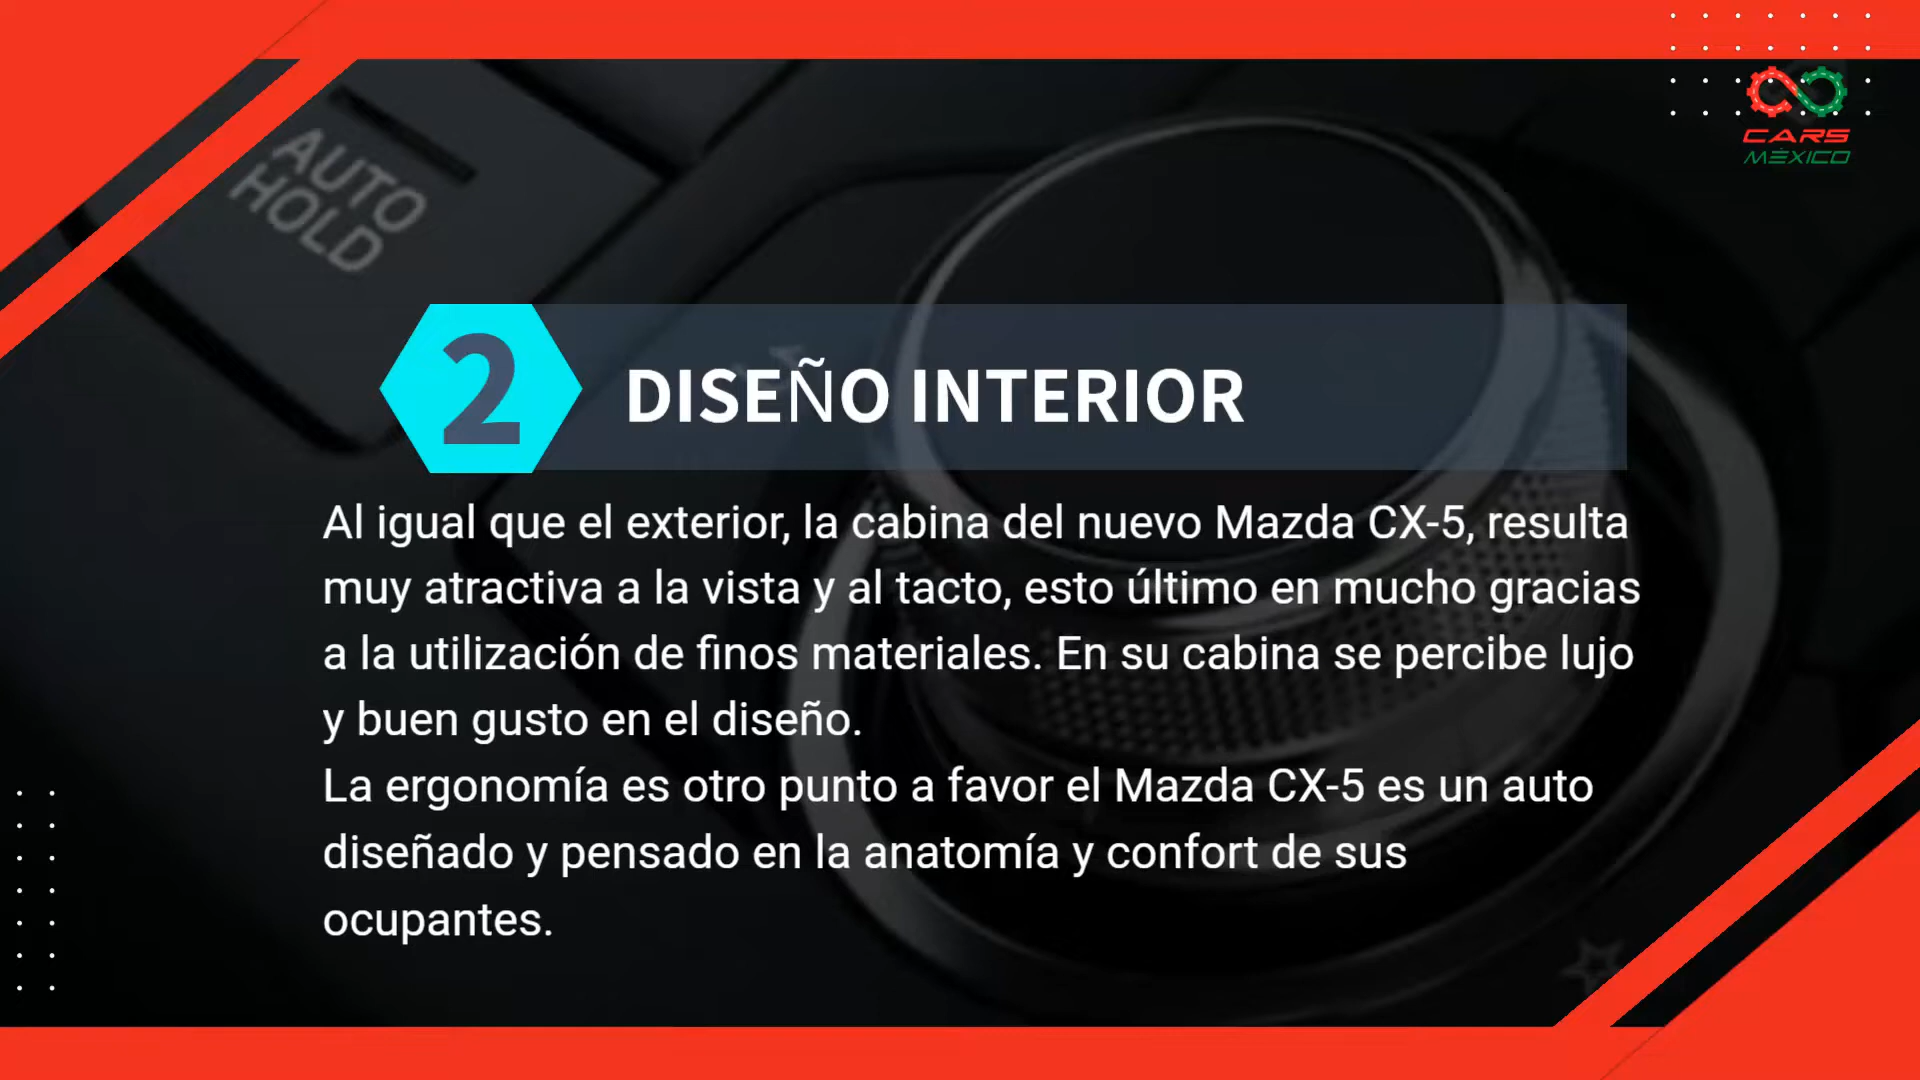 AUTO
HOLD
CARS
MÉXICO
2
DISEÑO INTERIOR
Al igual que el exterior, la cabina del nuevo Mazda CX-5, resulta
muy atractiva a la vista y al tacto, esto último en mucho gracias
a la utilización de finos materiales. En su cabina se percibe lujo
y buen gusto en el diseño.
La ergonomía es otro punto a favor el Mazda CX-5 es un auto
diseñado y pensado en la anatomía y confort de sus
ocupantes.